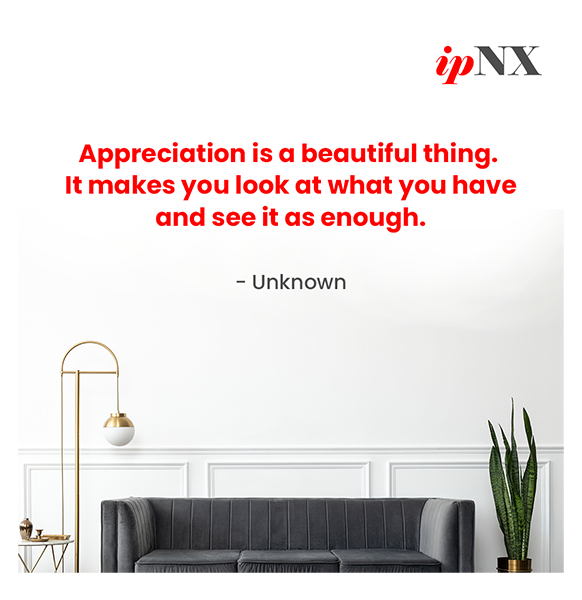 ipNX
Appreciation is a beautiful thing.
It makes you look at what you have
and see it as enough.
- Unknown